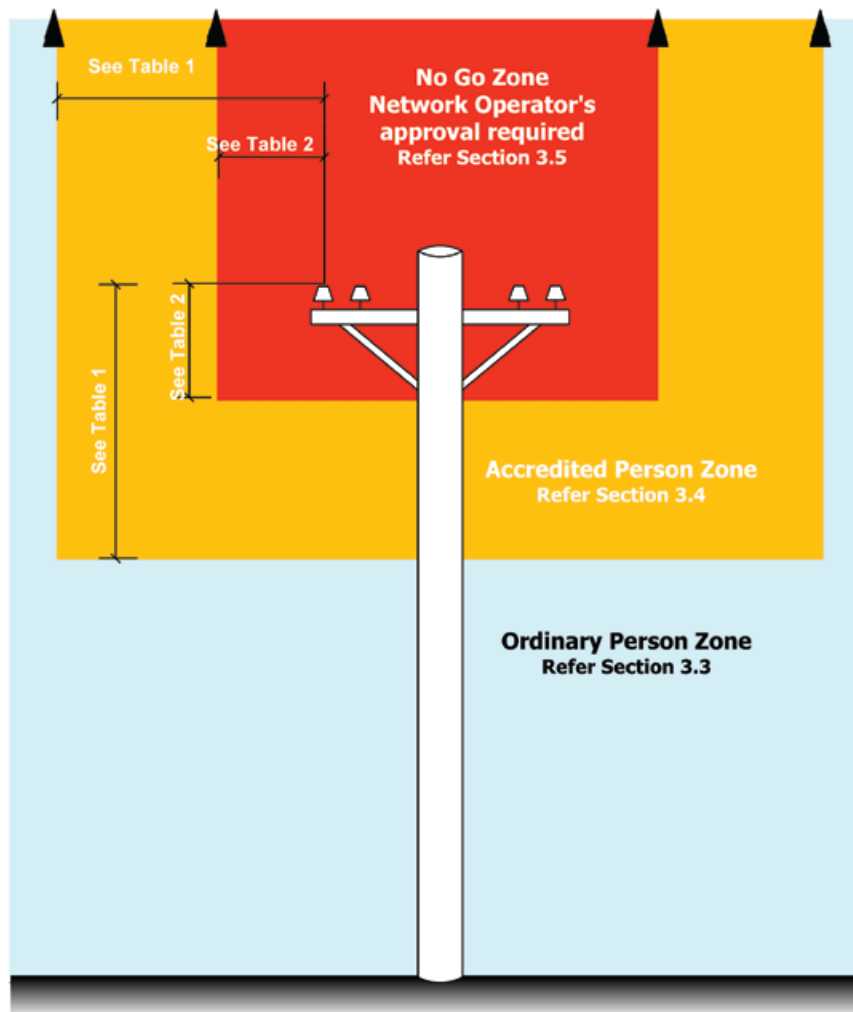 See Table 1
No Go Zone
Network Operator's
approval required
Refer Section 3.5
See Table 2
See Table 2
See Table 1
Accredited Person Zone
Refer Section 3.4
Ordinary Person Zone
Refer Section 3.3